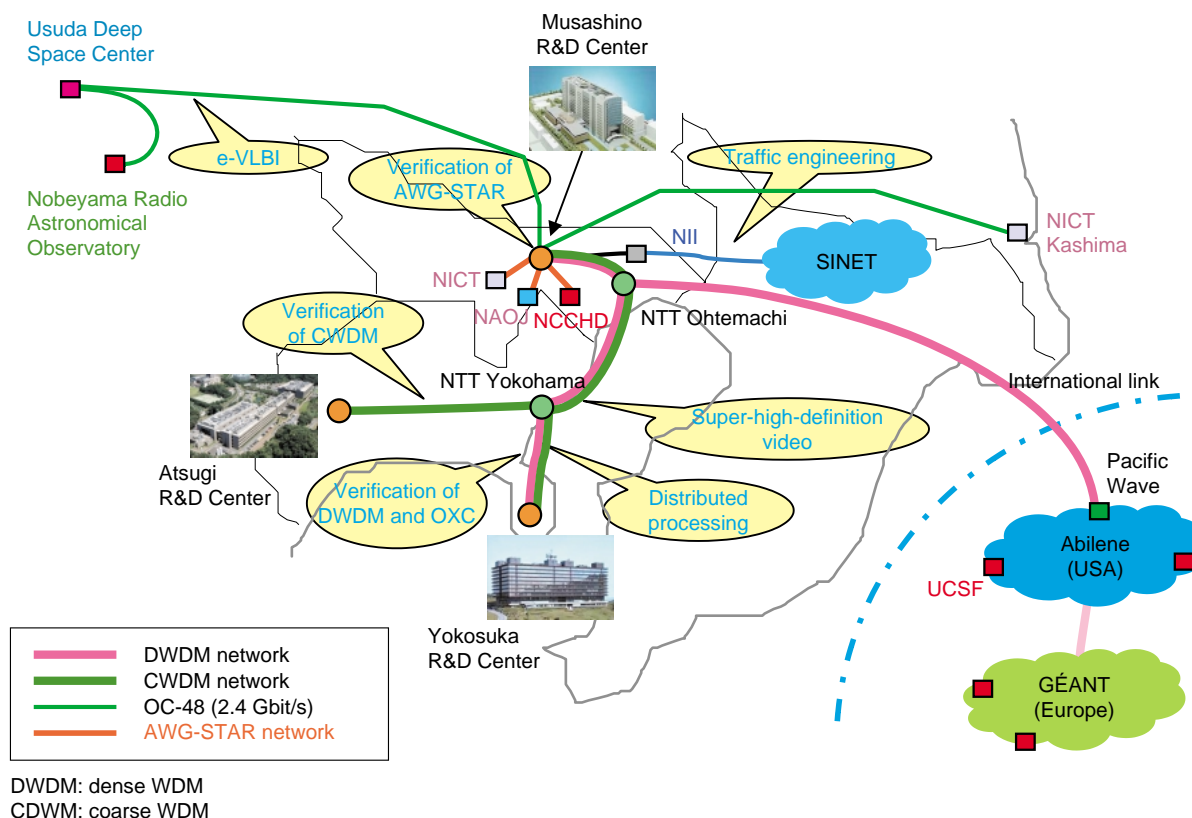 Usuda Deep
Space Center
Musashino
R&D Center
e-VLBI
Verification of
AWG-STAR
Traffic engineering
Nobeyama Radio
Astronomical
Observatory
NICT
Kashima
NII
SINET
NICT
NAOJ
NCCHD
NTT Ohtemachi
Verification
of CWDM
NTT Yokohama
International link
Super-high-definition
video
Atsugi
R&D Center
Verification of
DWDM and OXC
Distributed
processing
Pacific
Wave
Abilene
(USA)
UCSF
Yokosuka
R&D Center
GÉANT
(Europe)
DWDM network
CWDM network
OC-48 (2.4 Gbit/s)
AWG-STAR network
DWDM: dense WDM
CDWM: coarse WDM